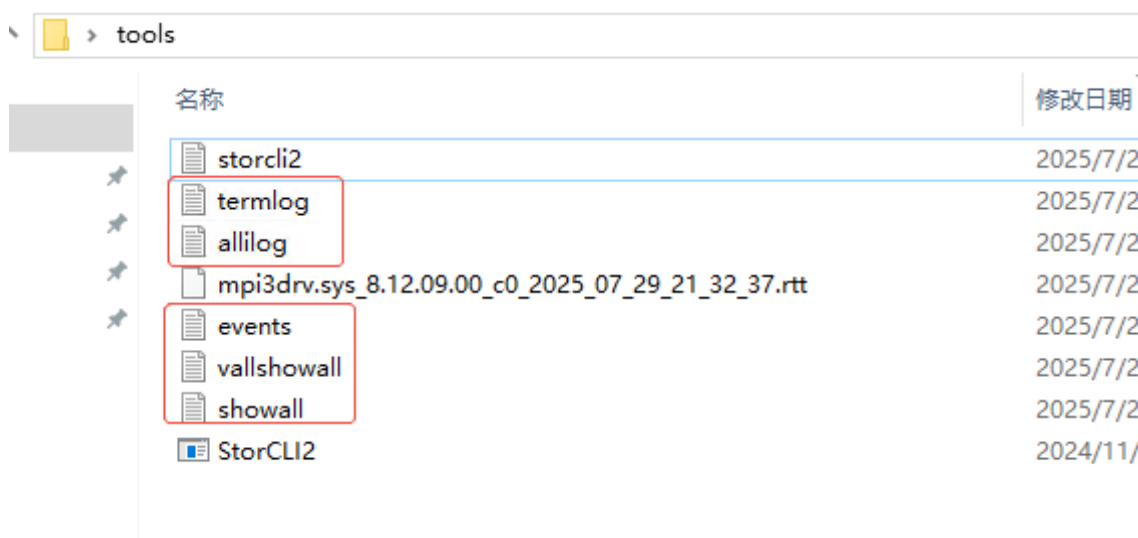 tools
名称 修改日期
storcli2 2025/7/2
termlog 2025/7/2
allilog 2025/7/2
mpi3drv.sys_8.12.09.00_c0_2025_07_29_21_32_37.rtt 2025/7/2
events 2025/7/2
vallshowall 2025/7/2
showall 2025/7/2
StorCLI2 2024/11/